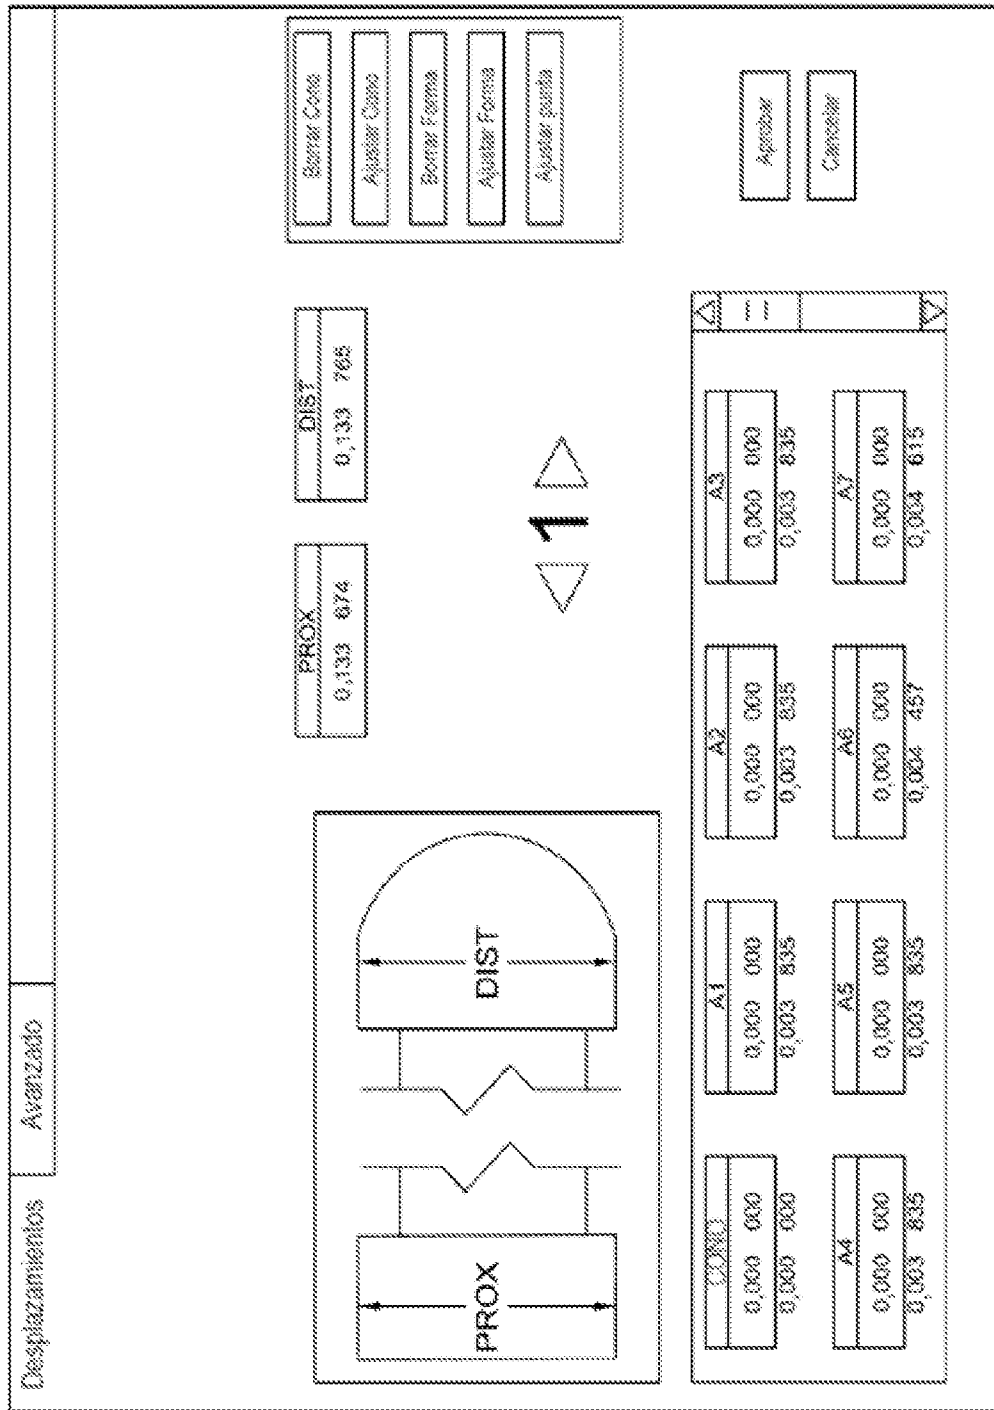 Desplazamientos Avanzado
PROX DIST
PROX
0,133 674
DIST
0,133 765
1
Borrar Cono
Ajustar Cono
Borrar Forma
Ajustar Forma
Ajustar punta
CONO A1 A2 A3
0,000 000 0,000 000 0,000 000 0,000 000
0,000 000 0,003 835 0,003 835 0,003 835
A4 A5 A6 A7
0,000 000 0,000 000 0,000 000 0,000 000
0,003 835 0,003 835 0,004 457 0,004 615
Aprobar
Cancelar